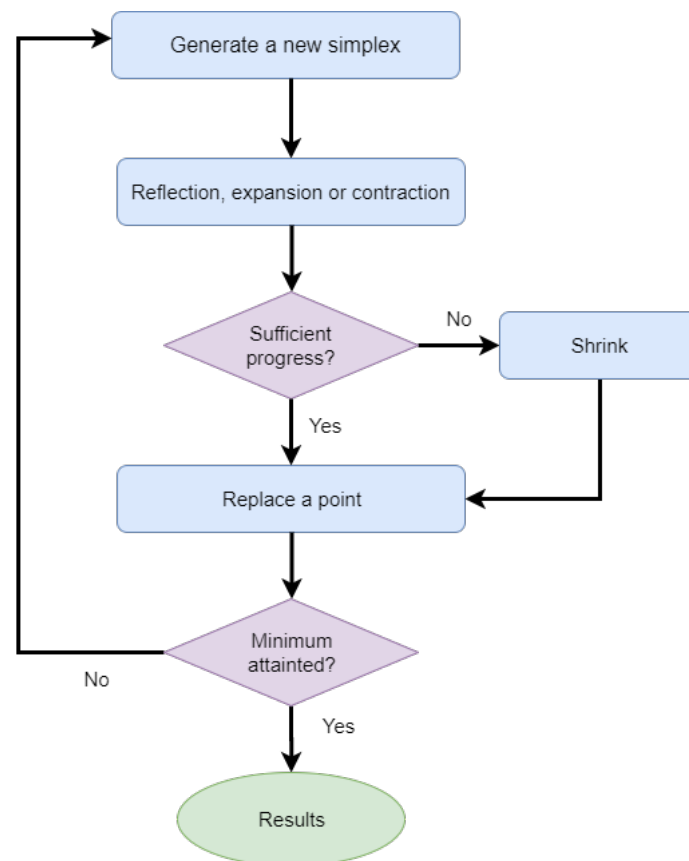 Generate a new simplex
Reflection, expansion or contraction
Sufficient
progress?
No
Shrink
Yes
Replace a point
Minimum
attainted?
No
Yes
Results